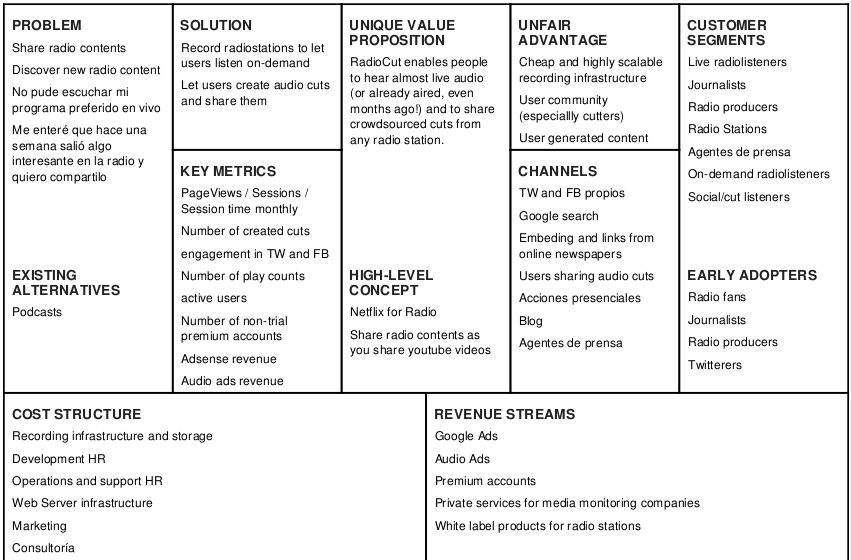 PROBLEM
Share radio contents
Discover new radio content
No pude escuchar mi
programa preferido en vivo
Me enteré que hace una
semana salió algo
interesante en la radio y
quiero compartilo
EXISTING
ALTERNATIVES
Podcasts
SOLUTION
Record radiostations to let
users listen on-demand
Let users create audio cuts
and share them
KEY METRICS
PageViews / Sessions /
Session time monthly
Number of created cuts
engagement in TW and FB
Number of play counts
active users
Number of non-trial
premium accounts
Adsense revenue
Audio ads revenue
UNIQUE VALUE
PROPOSITION
RadioCut enables people
to hear almost live audio
(or already aired, even
months ago!) and to share
crowdsourced cuts from
any radio station.
HIGH-LEVEL
CONCEPT
Netflix for Radio
Share radio contents as
you share youtube videos
UNFAIR
ADVANTAGE
Cheap and highly scalable
recording infrastructure
User community
(especiallly cutters)
User generated content
CHANNELS
TW and FB propios
Google search
Embeding and links from
online newspapers
Users sharing audio cuts
Acciones presenciales
Blog
Agentes de prensa
CUSTOMER
SEGMENTS
Live radiolisteners
Journalists
Radio producers
Radio Stations
Agentes de prensa
On-demand radiolisteners
Social/cut listeners
EARLY ADOPTERS
Radio fans
Journalists
Radio producers
Twitterers
COST STRUCTURE
Recording infrastructure and storage
Development HR
Operations and support HR
Web Server infrastructure
Marketing
Consultoría
REVENUE STREAMS
Google Ads
Audio Ads
Premium accounts
Private services for media monitoring companies
White label products for radio stations